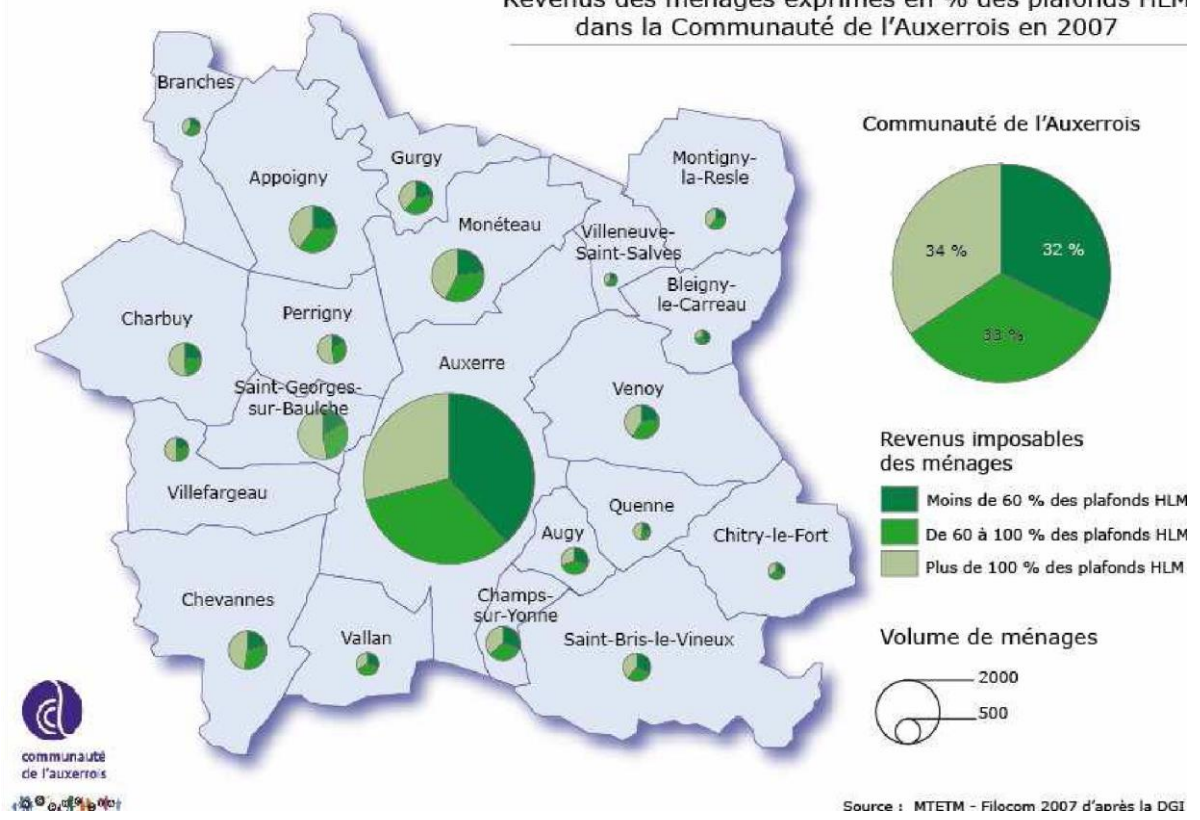 Revenus des ménages exprimés en % des plafonds HLM
dans la Communauté de l'Auxerrois en 2007
Branches
Appoigny
Gurgy
Monéteau
Villeneuve-
Saint-Salves
Montigny-
la-Resle
Bleigny-
le-Carreau
Charbuy
Perrigny
Saint-Georges-
sur-Baulche
Auxerre
Venoy
Villefargeau
Quenne
Augy
Chitry-le-Fort
Chevannes
Vallan
Champs-
sur-Yonne
Saint-Bris-le-Vineux
Communauté de l'Auxerrois
34 %
32 %
33 %
Revenus imposables
des ménages
Moins de 60 % des plafonds HLM
De 60 à 100 % des plafonds HLM
Plus de 100 % des plafonds HLM
Volume de ménages
2000
500
communauté
de l'auxerrois
Source : MTETM - Filocom 2007 d'après la DGI